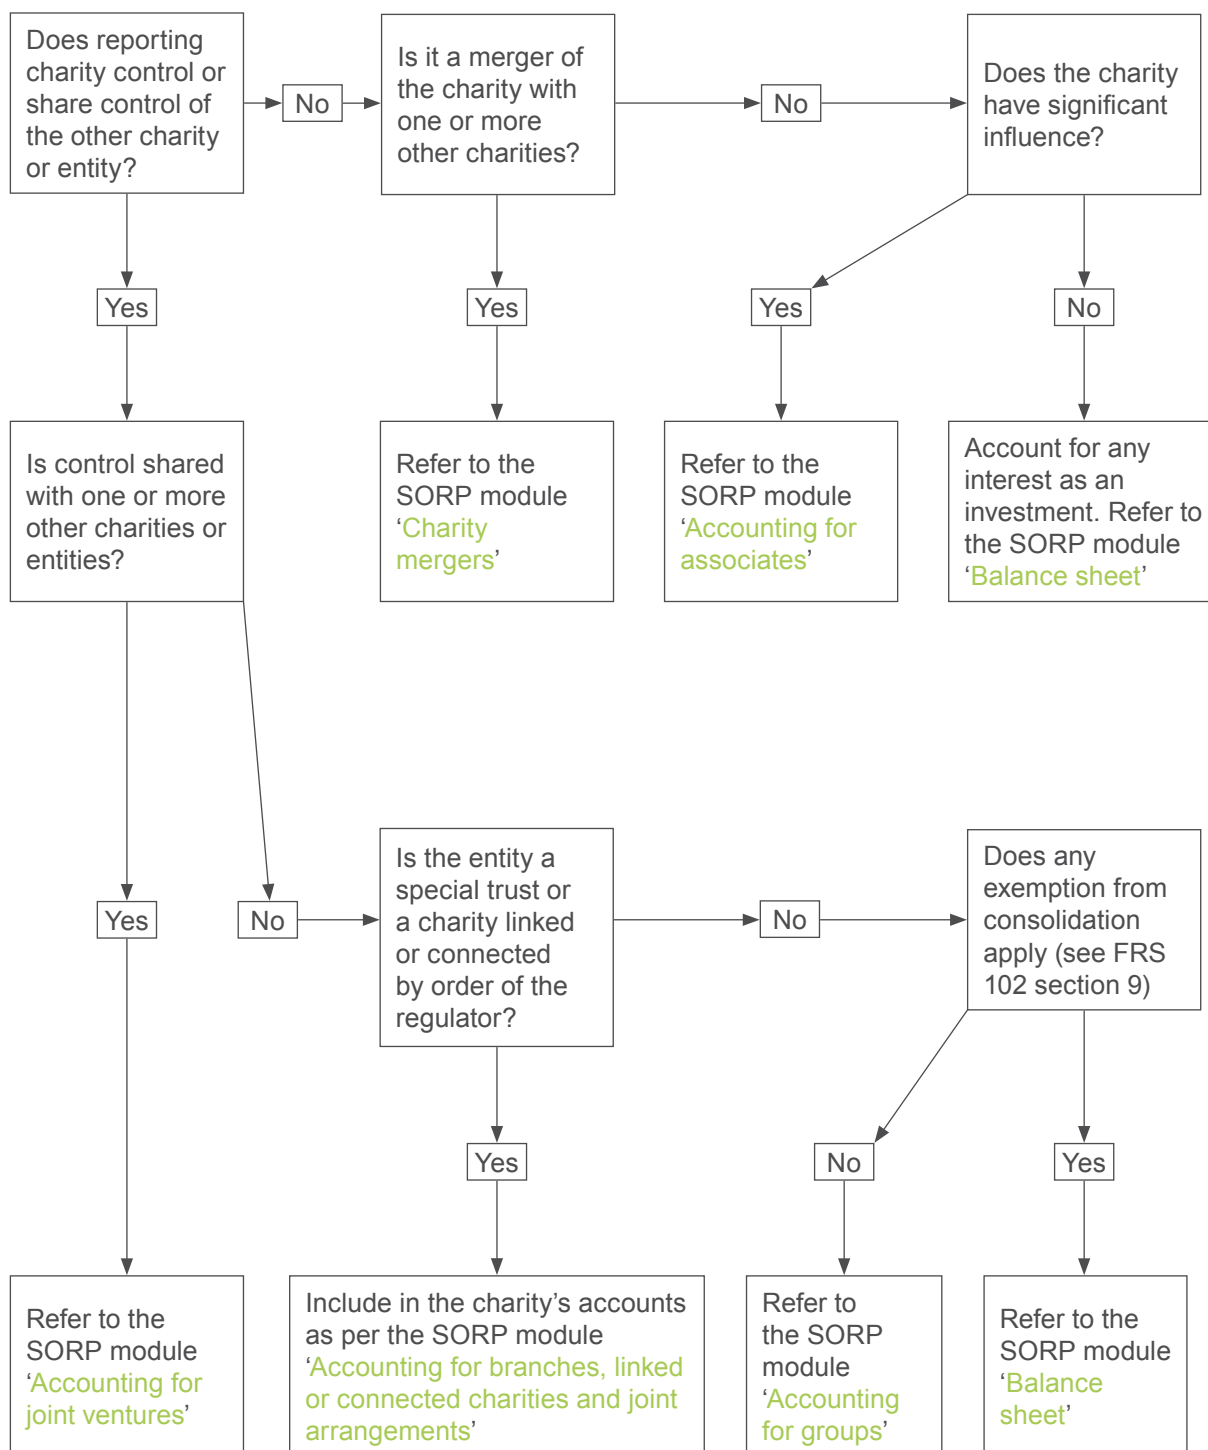 Does reporting
charity control or
share control of
the other charity
or entity?
No
Is it a merger of
the charity with
one or more
other charities?
No
Does the charity
have significant
influence?
Yes
Yes
Yes
No
Is control shared
with one or more
other charities or
entities?
Refer to the
SORP module
‘Charity
mergers’
Refer to the
SORP module
‘Accounting for
associates’
Account for any
interest as an
investment. Refer to
the SORP module
‘Balance sheet’
Yes
No
Is the entity a
special trust or
a charity linked
or connected
by order of the
regulator?
No
Does any
exemption from
consolidation
apply (see FRS
102 section 9)
Yes
No
Yes
Refer to the
SORP module
‘Accounting for
joint ventures’
Include in the charity’s accounts
as per the SORP module
‘Accounting for branches, linked
or connected charities and joint
arrangements’
Refer to
the SORP
module
‘Accounting
for groups’
Refer to the
SORP module
‘Balance
sheet’